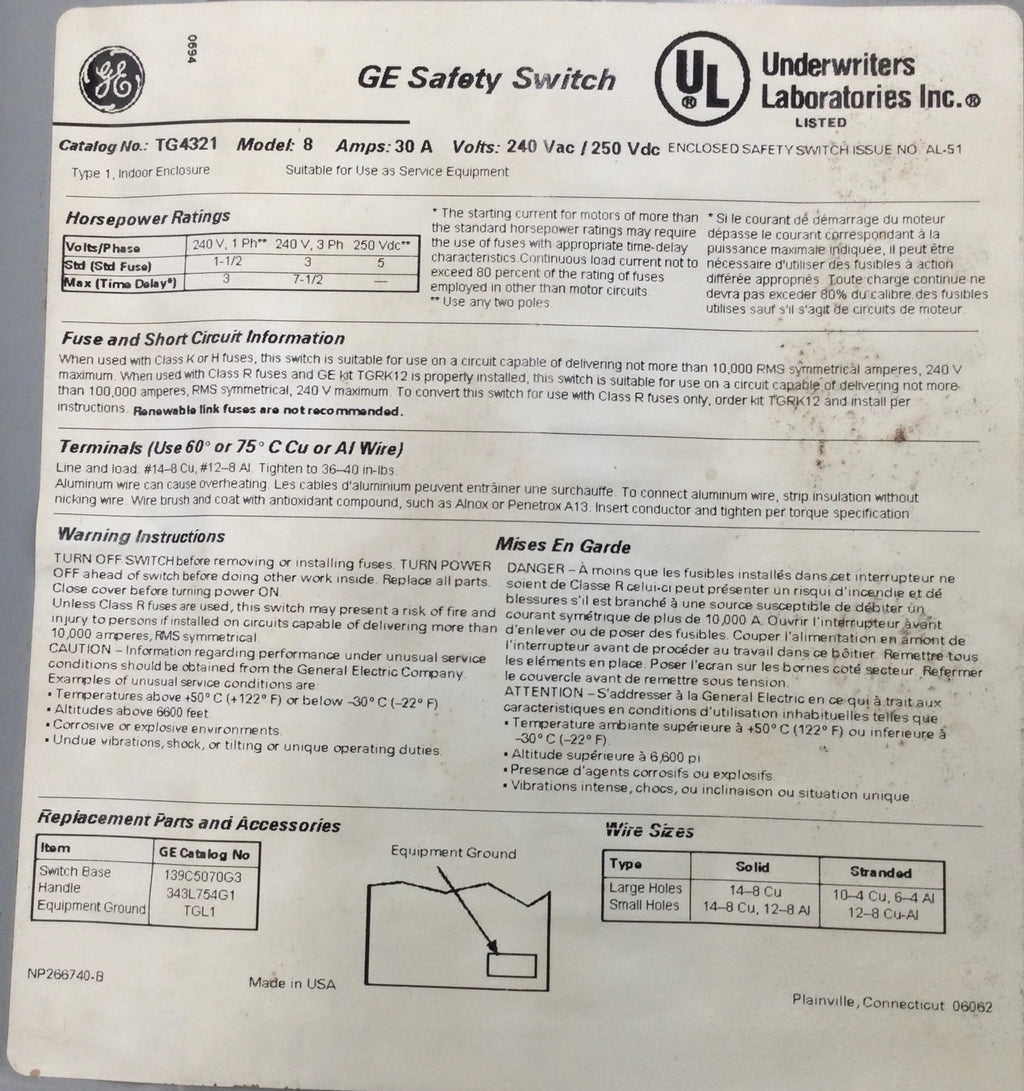 GE
0694
GE Safety Switch
UL ®
Underwriters
Laboratories Inc.®
LISTED
Catalog No.: TG4321 Model: 8 Amps: 30 A Volts: 240 Vac / 250 Vdc ENCLOSED SAFETY SWITCH ISSUE NO. AL-51
Type 1, Indoor Enclosure Suitable for Use as Service Equipment
Horsepower Ratings
Volts/Phase 240 V, 1 Ph** 240 V, 3 Ph 250 Vdc**
Std (Std Fuse) 1-1/2 3 5
Max (Time Delay*) 3 7-1/2 —
* The starting current for motors of more than
the standard horsepower ratings may require
the use of fuses with appropriate time-delay
characteristics. Continuous load current not to
exceed 80 percent of the rating of fuses
employed in other than motor circuits.
** Use any two poles.
* Si le courant dé démarrage du moteur
dépasse le courant correspondant à la
puissance maximale indiquée, il peut être
nécessaire d'utiliser des fusibles à action
différée appropriés. Toute charge continue ne
devra pas exceder 80% du calibre des fusibles
utilises sauf s'il s'agit de circuits de moteur.
Fuse and Short Circuit Information
When used with Class K or H fuses, this switch is suitable for use on a circuit capable of delivering not more than 10,000 RMS symmetrical amperes, 240 V
maximum. When used with Class R fuses and GE kit TGRK12 is properly installed, this switch is suitable for use on a circuit capable of delivering not more
than 100,000 amperes, RMS symmetrical, 240 V maximum. To convert this switch for use with Class R fuses only, order kit TGRK12 and install per
instructions. Renewable link fuses are not recommended.
Terminals (Use 60° or 75° C Cu or Al Wire)
Line and load: #14–8 Cu, #12–8 Al. Tighten to 36–40 in-lbs.
Aluminum wire can cause overheating. Les cables d'aluminium peuvent entrâiner une surchauffe. To connect aluminum wire, strip insulation without
nicking wire. Wire brush and coat with antioxidant compound, such as Alnox or Penetrox A13. Insert conductor and tighten per torque specification.
Warning Instructions
TURN OFF SWITCH before removing or installing fuses. TURN POWER
OFF ahead of switch before doing other work inside. Replace all parts.
Close cover before turning power ON.
Unless Class R fuses are used, this switch may present a risk of fire and
injury to persons if installed on circuits capable of delivering more than
10,000 amperes, RMS symmetrical.
CAUTION – Information regarding performance under unusual service
conditions should be obtained from the General Electric Company.
Examples of unusual service conditions are:
▪ Temperatures above +50° C (+122° F) or below –30° C (–22° F)
▪ Altitudes above 6600 feet.
▪ Corrosive or explosive environments.
▪ Undue vibrations, shock, or tilting or unique operating duties.
Mises En Garde
DANGER – À moins que les fusibles installés dans cet interrupteur ne
soient de Classe R celui-ci peut présenter un risqui d'incendie et dé
blessures s'il est branché à une source susceptible de débiter un
courant symétrique de plus de 10,000 A. Ouvrir l'interrupteur avant
d'enlever ou de poser des fusibles. Couper l'alimentation en amont de
l'interrupteur avant de procéder au travail dans ce bôitier. Remettre tous
les eléments en place. Poser l'ecran sur les bornes coté secteur. Refermer
le couvercle avant de remettre sous tension.
ATTENTION – S'addresser à la General Electric en ce qui à trait aux
caracteristiques en conditions d'utilisation inhabituelles telles que
▪ Temperature ambiante supérieure à +50° C (122° F) ou inferieure à
–30° C (–22° F).
▪ Altitude supérieure à 6,600 pi
▪ Presence d'agents corrosifs ou explosifs
▪ Vibrations intense, chocs, ou inclinaison ou situation unique.
Replacement Parts and Accessories
Item GE Catalog No
Switch Base 139C5070G3
Handle 343L754G1
Equipment Ground TGL1
Equipment Ground
Wire Sizes
Type Solid Stranded
Large Holes 14–8 Cu 10–4 Cu, 6–4 Al
Small Holes 14–8 Cu, 12–8 Al 12–8 Cu-Al
NP266740-B
Made in USA
Plainville, Connecticut 06062